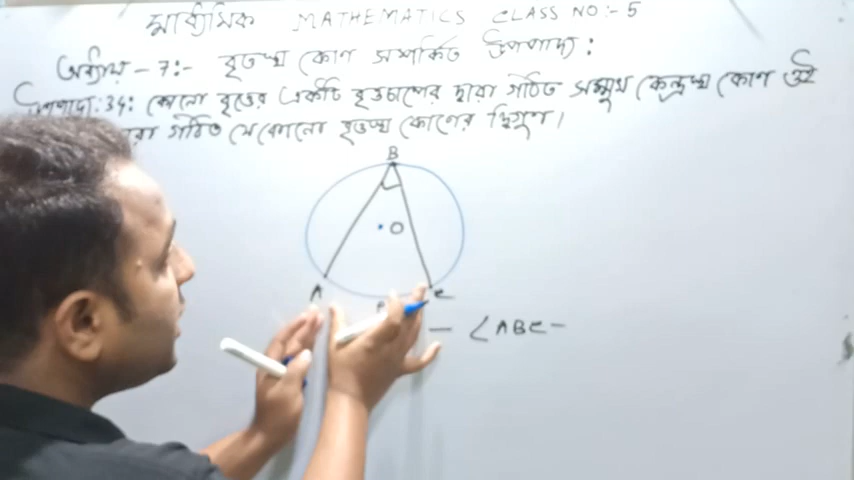 মাধ্যমিক MATHEMATICS CLASS NO:- 5
অধ্যায় - 7:- বৃত্তস্থ কোণ সম্পর্কিত উপপাদ্য:
উপপাদ্য: 34: কোনো বৃত্তের একটি বৃত্তচাপের দ্বারা গঠিত সম্মুখ কেন্দ্রস্থ কোণ ওই
গঠিত যেকোনো বৃত্তস্থ কোণের দ্বিগুণ।
B
O
A
C
— ∠ABC –